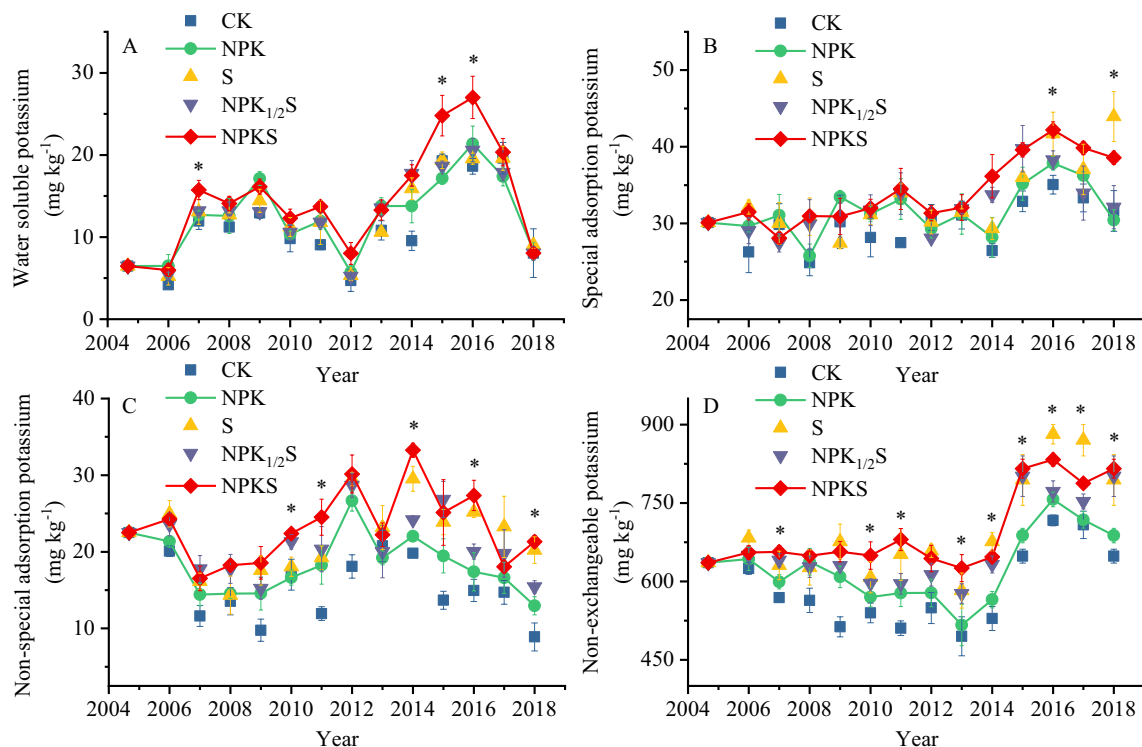 A
CK
NPK
S
NPK1/2S
NPKS
Water soluble potassium
(mg kg-1)
30
20
10
0
* * *
2004 2006 2008 2010 2012 2014 2016 2018
Year
B
CK
NPK
S
NPK1/2S
NPKS
Special adsorption potassium
(mg kg-1)
50
40
30
20
* *
2004 2006 2008 2010 2012 2014 2016 2018
Year
C
CK
NPK
S
NPK1/2S
NPKS
Non-special adsorption potassium
(mg kg-1)
40
30
20
10
* * * * *
2004 2006 2008 2010 2012 2014 2016 2018
Year
D
CK
NPK
S
NPK1/2S
NPKS
Non-exchangeable potassium
(mg kg-1)
900
750
600
450
* * * * * * * * *
2004 2006 2008 2010 2012 2014 2016 2018
Year